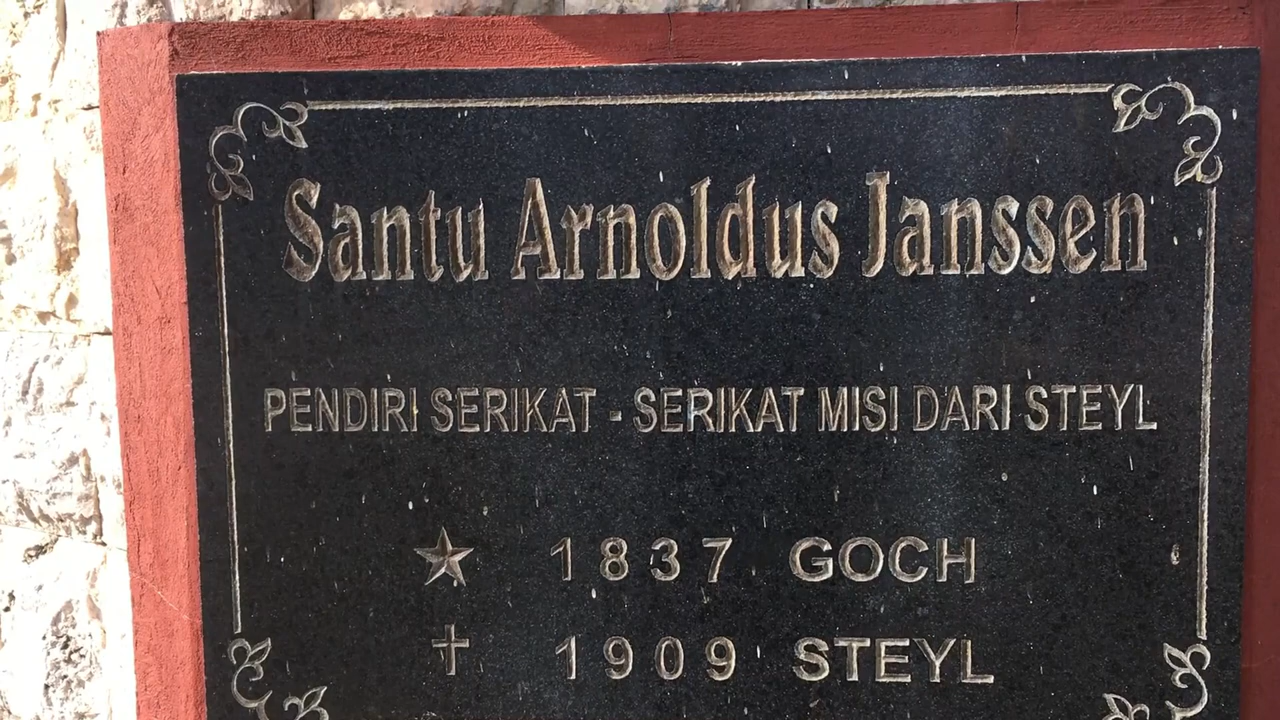 Santu Arnoldus Janssen
PENDIRI SERIKAT - SERIKAT MISI DARI STEYL
★ 1837 GOCH
✝ 1909 STEYL